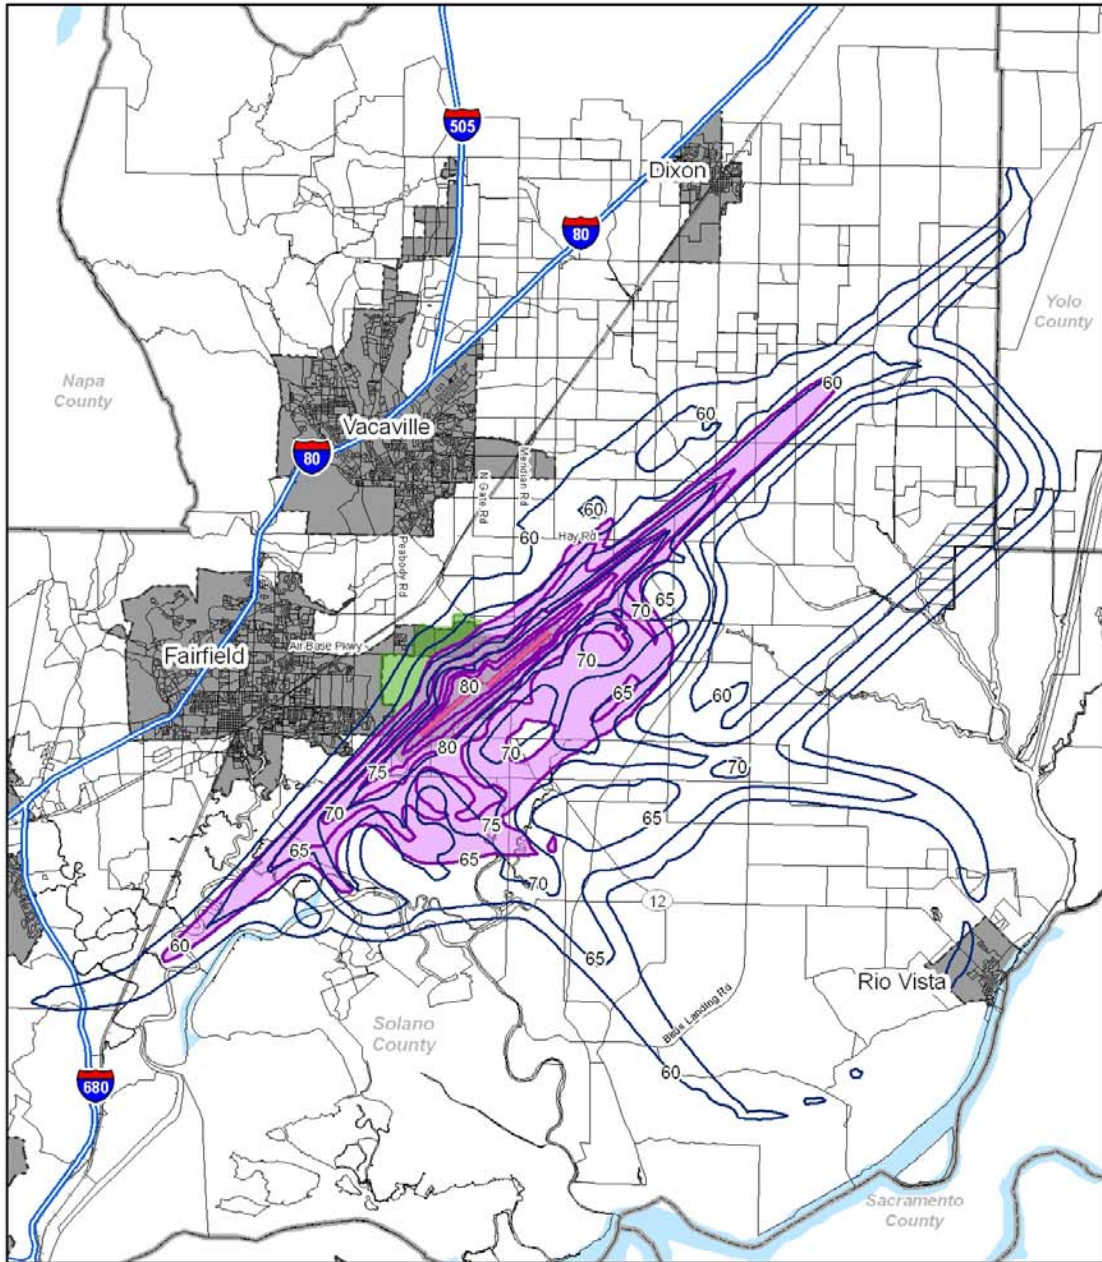 505
Dixon
80
Yolo
County
Napa
County
60
60
Vacaville
80
N Gate Rd
Meridian Rd
60
60
Hay Rd
Peabody Rd
65
70
Air Base Pkwy
Fairfield
70
80
65
60
80
70
75
70
70
75
65
65
65
70
12
60
65
Rio Vista
Solano
County
Birds Landing Rd
60
680
Sacramento
County